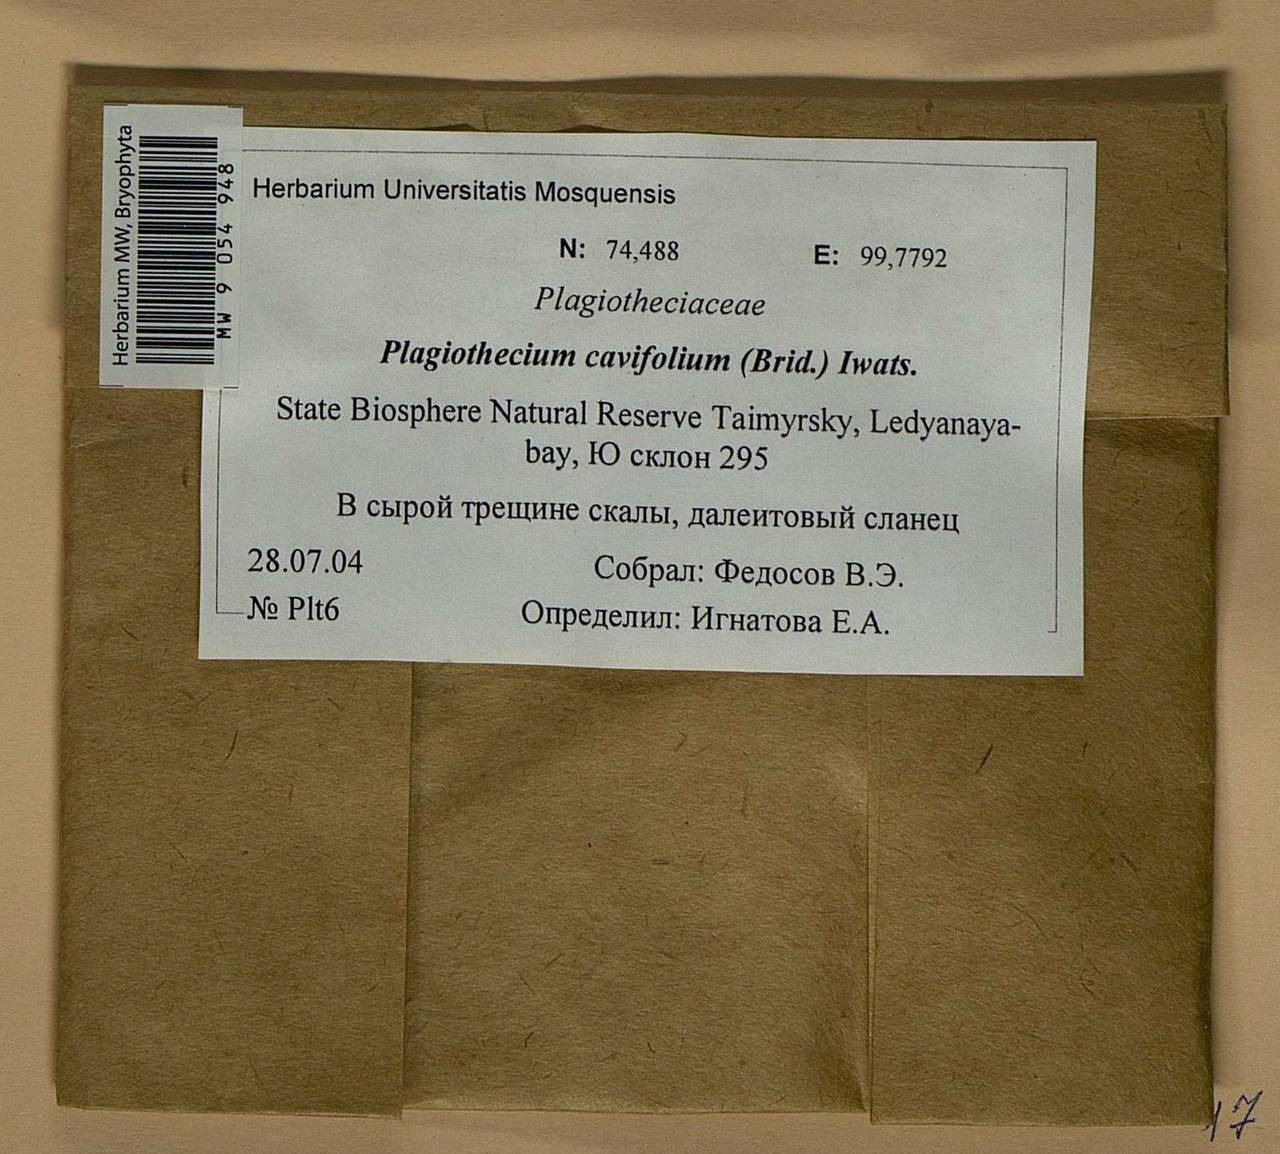 Herbarium MW, Bryophyta
MW 9 054 948
Herbarium Universitatis Mosquensis
N: 74,488 E: 99,7792
Plagiotheciaceae
Plagiothecium cavifolium (Brid.) Iwats.
State Biosphere Natural Reserve Taimyrsky, Ledyanaya-
bay, Ю склон 295
В сырой трещине скалы, далеитовый сланец
28.07.04 Собрал: Федосов В.Э.
№ Plt6 Определил: Игнатова Е.А.
17